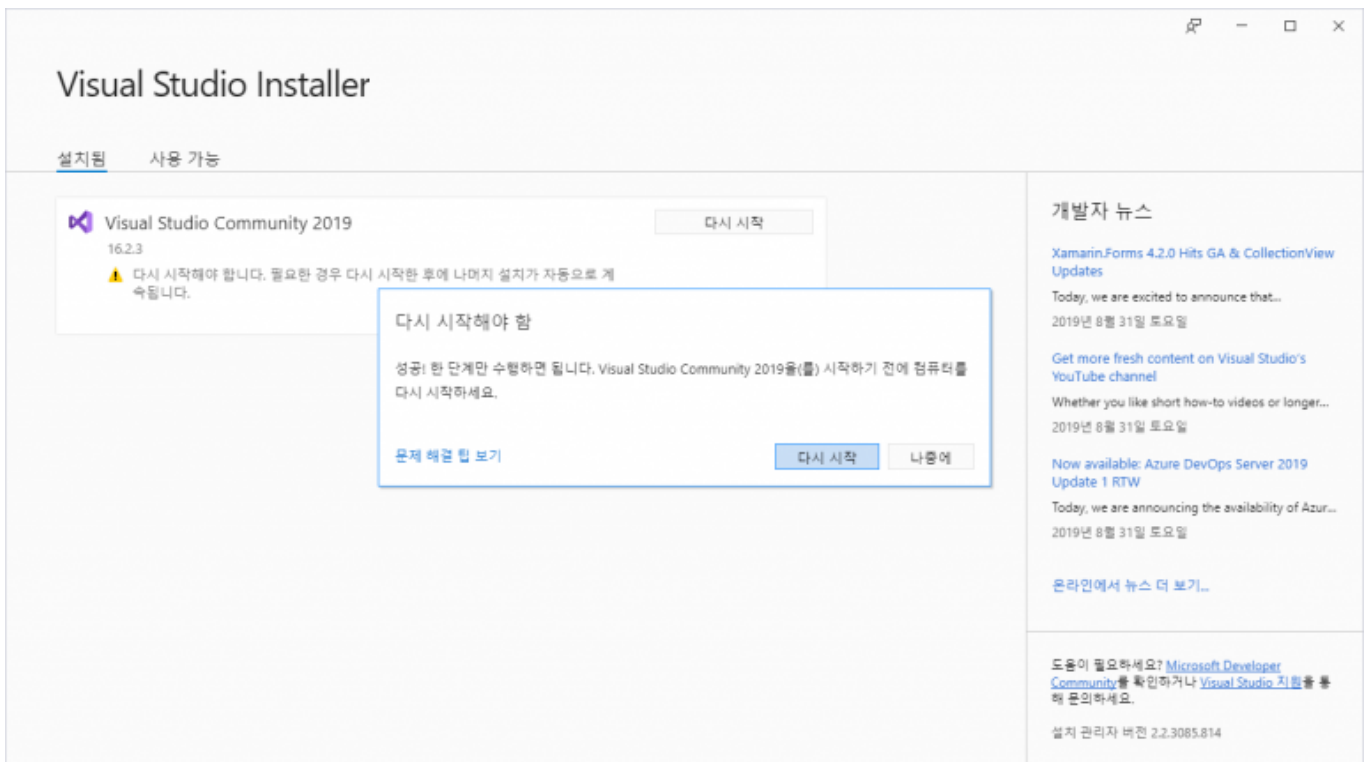 Visual Studio Installer
설치됨 사용 가능
Visual Studio Community 2019
다시 시작
16.2.3
다시 시작해야 합니다. 필요한 경우 다시 시작한 후에 나머지 설치가 자동으로 계
속됩니다.
다시 시작해야 함
성공! 한 단계만 수행하면 됩니다. Visual Studio Community 2019을(를) 시작하기 전에 컴퓨터를
다시 시작하세요.
문제 해결 팁 보기
다시 시작
나중에
개발자 뉴스
Xamarin.Forms 4.2.0 Hits GA & CollectionView
Updates
Today, we are excited to announce that...
2019년 8월 31일 토요일
Get more fresh content on Visual Studio's
YouTube channel
Whether you like short how-to videos or longer...
2019년 8월 31일 토요일
Now available: Azure DevOps Server 2019
Update 1 RTW
Today, we are announcing the availability of Azur...
2019년 8월 31일 토요일
온라인에서 뉴스 더 보기...
도움이 필요하세요? Microsoft Developer
Community를 확인하거나 Visual Studio 지원을 통
해 문의하세요.
설치 관리자 버전 2.2.3085.814